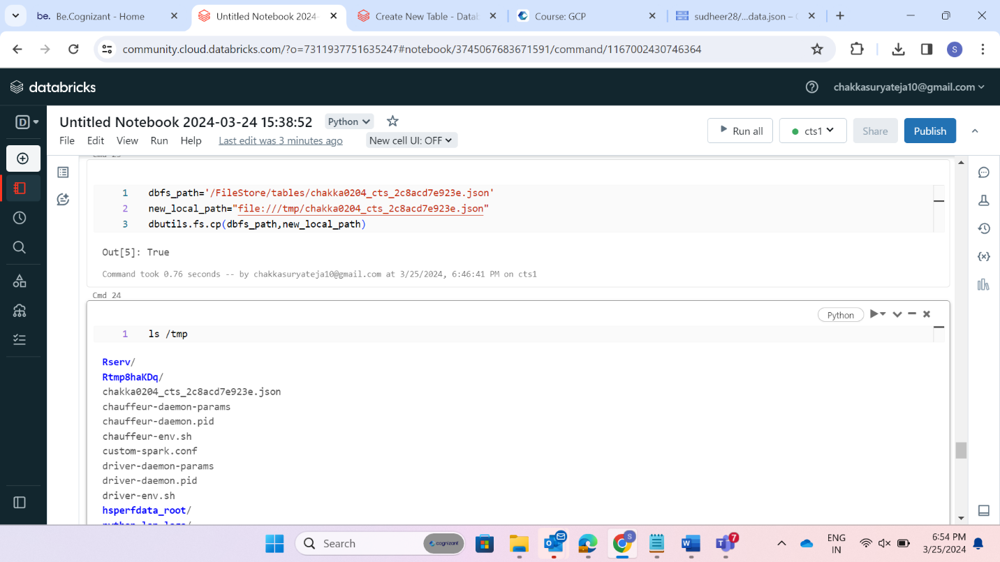 be. Be.Cognizant - Home
Untitled Notebook 2024-
Create New Table - Datab
Course: GCP
sudheer28/...data.json – G
community.cloud.databricks.com/?o=7311937751635247#notebook/3745067683671591/command/1167002430746364
S
databricks
chakkasuryateja10@gmail.com
D
Untitled Notebook 2024-03-24 15:38:52
Python
File Edit View Run Help Last edit was 3 minutes ago New cell UI: OFF
Run all
cts1
Share
Publish
Cmd 23
1 dbfs_path='/FileStore/tables/chakka0204_cts_2c8acd7e923e.json'
2 new_local_path="file:///tmp/chakka0204_cts_2c8acd7e923e.json"
3 dbutils.fs.cp(dbfs_path,new_local_path)
Out[5]: True
Command took 0.76 seconds -- by chakkasuryateja10@gmail.com at 3/25/2024, 6:46:41 PM on cts1
Cmd 24
Python
1 ls /tmp
Rserv/
Rtmp8haKDq/
chakka0204_cts_2c8acd7e923e.json
chauffeur-daemon-params
chauffeur-daemon.pid
chauffeur-env.sh
custom-spark.conf
driver-daemon-params
driver-daemon.pid
driver-env.sh
hsperfdata_root/
Search
cognizant
S
7
ENG
IN
6:54 PM
3/25/2024